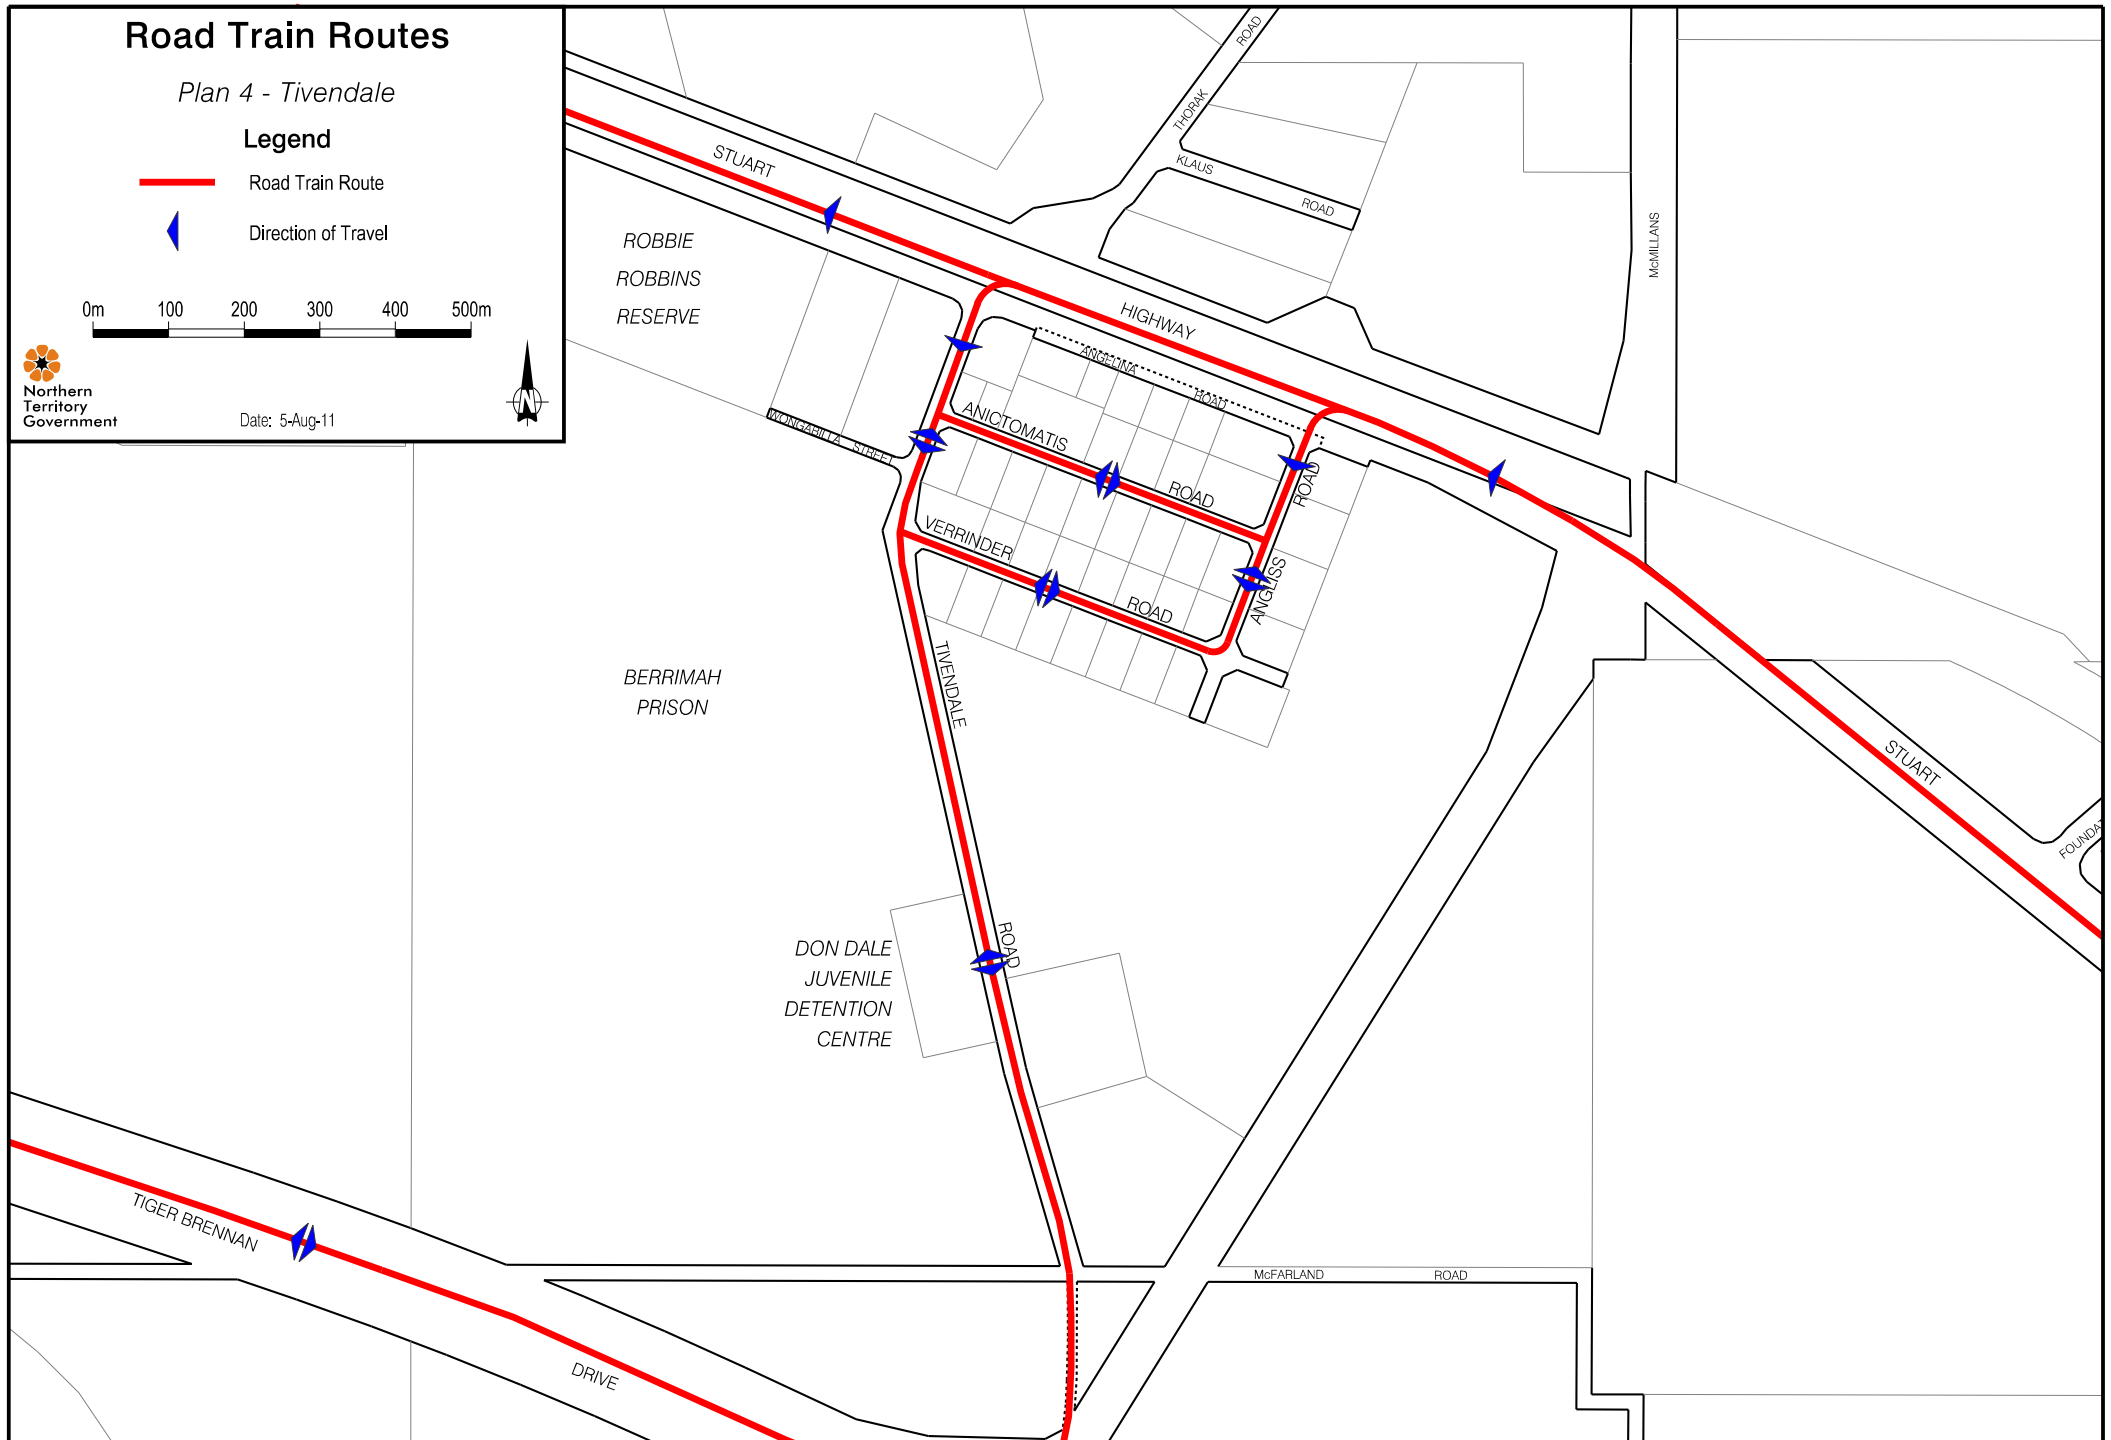 Road Train Routes
Plan 4 - Tivendale
Legend
Road Train Route
Direction of Travel
0m 100 200 300 400 500m
Northern
Territory
Government
Date: 5-Aug-11
N
STUART
HIGHWAY
THORAK
ROAD
KLAUS
ROAD
McMILLANS
ROBBIE
ROBBINS
RESERVE
ANGELINA
ROAD
ANICTOMATIS
ROAD
WONGABILLA STREET
VERRINDER
ROAD
ANGLISS
ROAD
TIVENDALE
ROAD
BERRIMAH
PRISON
STUART
DON DALE
JUVENILE
DETENTION
CENTRE
TIGER BRENNAN
DRIVE
McFARLAND ROAD